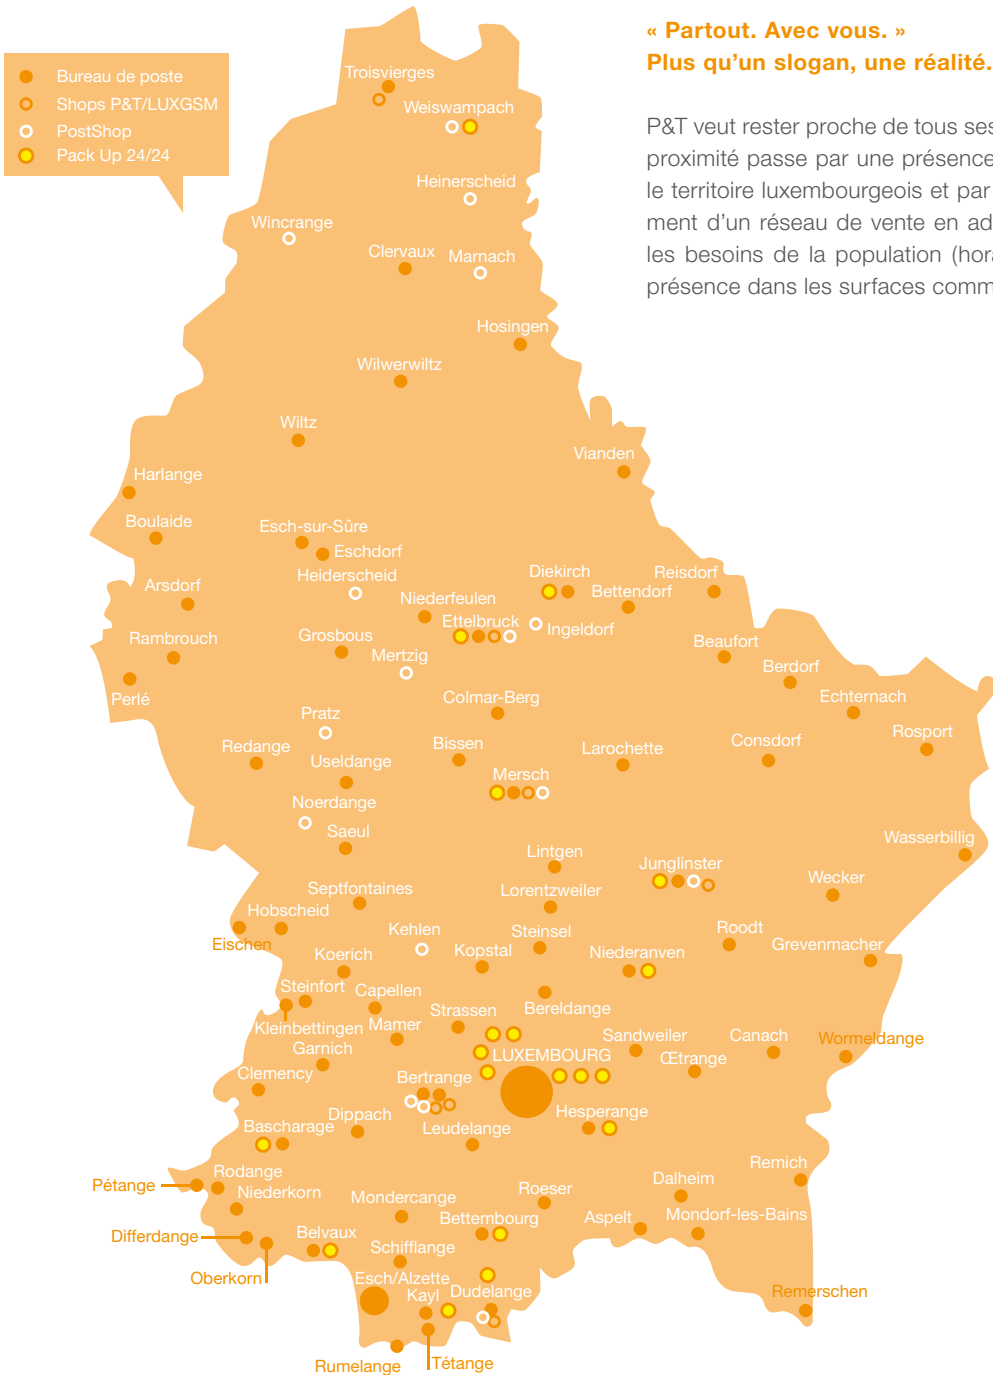 « Partout. Avec vous. »
Plus qu’un slogan, une réalité.
P&T veut rester proche de tous ses
proximité passe par une présence
le territoire luxembourgeois et par
ment d’un réseau de vente en ad
les besoins de la population (hora
présence dans les surfaces comm
Bureau de poste
Shops P&T/LUXGSM
PostShop
Pack Up 24/24
Troisvierges
Weiswampach
Heinerscheid
Wincrange
Clervaux
Marnach
Hosingen
Wilwerwiltz
Wiltz
Vianden
Harlange
Boulaide
Esch-sur-Sûre
Eschdorf
Heiderscheid
Diekirch
Reisdorf
Arsdorf
Niederfeulen
Bettendorf
Ettelbruck
Ingeldorf
Rambrouch
Grosbous
Mertzig
Beaufort
Berdorf
Perlé
Colmar-Berg
Echternach
Pratz
Redange
Bissen
Larochette
Consdorf
Rosport
Useldange
Mersch
Noerdange
Saeul
Wasserbillig
Lintgen
Junglinster
Wecker
Septfontaines
Lorentzweiler
Hobscheid
Kehlen
Steinsel
Roodt
Eischen
Koerich
Kopstal
Niederanven
Grevenmacher
Steinfort
Capellen
Strassen
Bereldange
Kleinbettingen
Mamer
Sandweiler
Canach
Wormeldange
Garnich
LUXEMBOURG
Œtrange
Clemency
Bertrange
Bascharage
Dippach
Leudelange
Hesperange
Pétange
Rodange
Niederkorn
Mondercange
Roeser
Dalheim
Remich
Differdange
Belvaux
Bettembourg
Aspelt
Mondorf-les-Bains
Schifflange
Oberkorn
Esch/Alzette
Kayl
Dudelange
Remerschen
Rumelange
Tétange